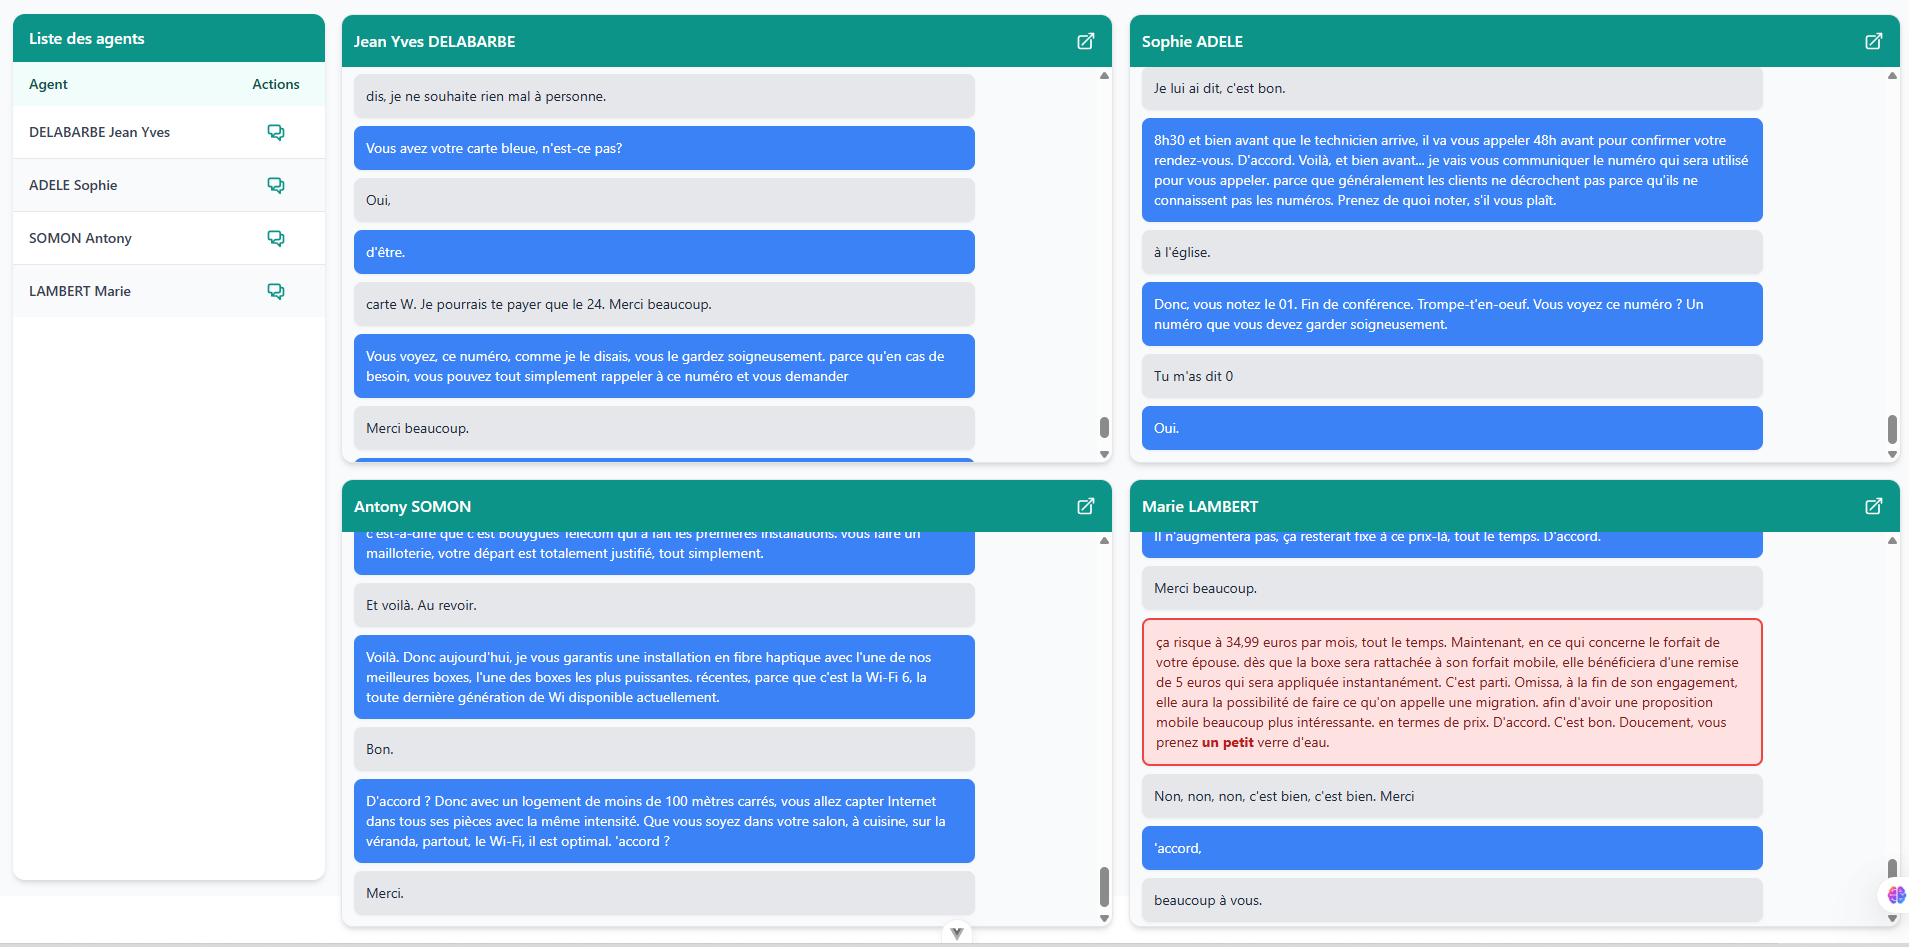 Liste des agents
Agent Actions
DELABARBE Jean Yves
ADELE Sophie
SOMON Antony
LAMBERT Marie
Jean Yves DELABARBE
dis, je ne souhaite rien mal à personne.
Vous avez votre carte bleue, n'est-ce pas?
Oui,
d'être.
carte W. Je pourrais te payer que le 24. Merci beaucoup.
Vous voyez, ce numéro, comme je le disais, vous le gardez soigneusement. parce qu'en cas de
besoin, vous pouvez tout simplement rappeler à ce numéro et vous demander
Merci beaucoup.
Sophie ADELE
Je lui ai dit, c'est bon.
8h30 et bien avant que le technicien arrive, il va vous appeler 48h avant pour confirmer votre
rendez-vous. D'accord. Voilà, et bien avant... je vais vous communiquer le numéro qui sera utilisé
pour vous appeler. parce que généralement les clients ne décrochent pas parce qu'ils ne
connaissent pas les numéros. Prenez de quoi noter, s'il vous plaît.
à l'église.
Donc, vous notez le 01. Fin de conférence. Trompe-t'en-oeuf. Vous voyez ce numéro ? Un
numéro que vous devez garder soigneusement.
Tu m'as dit 0
Oui.
Antony SOMON
c'est-à-dire que c'est Bouygues Telecom qui a fait les premières installations. vous faire un
mailloterie, votre départ est totalement justifié, tout simplement.
Et voilà. Au revoir.
Voilà. Donc aujourd'hui, je vous garantis une installation en fibre haptique avec l'une de nos
meilleures boxes, l'une des boxes les plus puissantes. récentes, parce que c'est la Wi-Fi 6, la
toute dernière génération de Wi disponible actuellement.
Bon.
D'accord ? Donc avec un logement de moins de 100 mètres carrés, vous allez capter Internet
dans tous ses pièces avec la même intensité. Que vous soyez dans votre salon, à cuisine, sur la
véranda, partout, le Wi-Fi, il est optimal. 'accord ?
Merci.
Marie LAMBERT
Il n'augmentera pas, ça resterait fixe à ce prix-là, tout le temps. D'accord.
Merci beaucoup.
ça risque à 34,99 euros par mois, tout le temps. Maintenant, en ce qui concerne le forfait de
votre épouse. dès que la boxe sera rattachée à son forfait mobile, elle bénéficiera d'une remise
de 5 euros qui sera appliquée instantanément. C'est parti. Omissa, à la fin de son engagement,
elle aura la possibilité de faire ce qu'on appelle une migration. afin d'avoir une proposition
mobile beaucoup plus intéressante. en termes de prix. D'accord. C'est bon. Doucement, vous
prenez un petit verre d'eau.
Non, non, non, c'est bien, c'est bien. Merci
'accord,
beaucoup à vous.